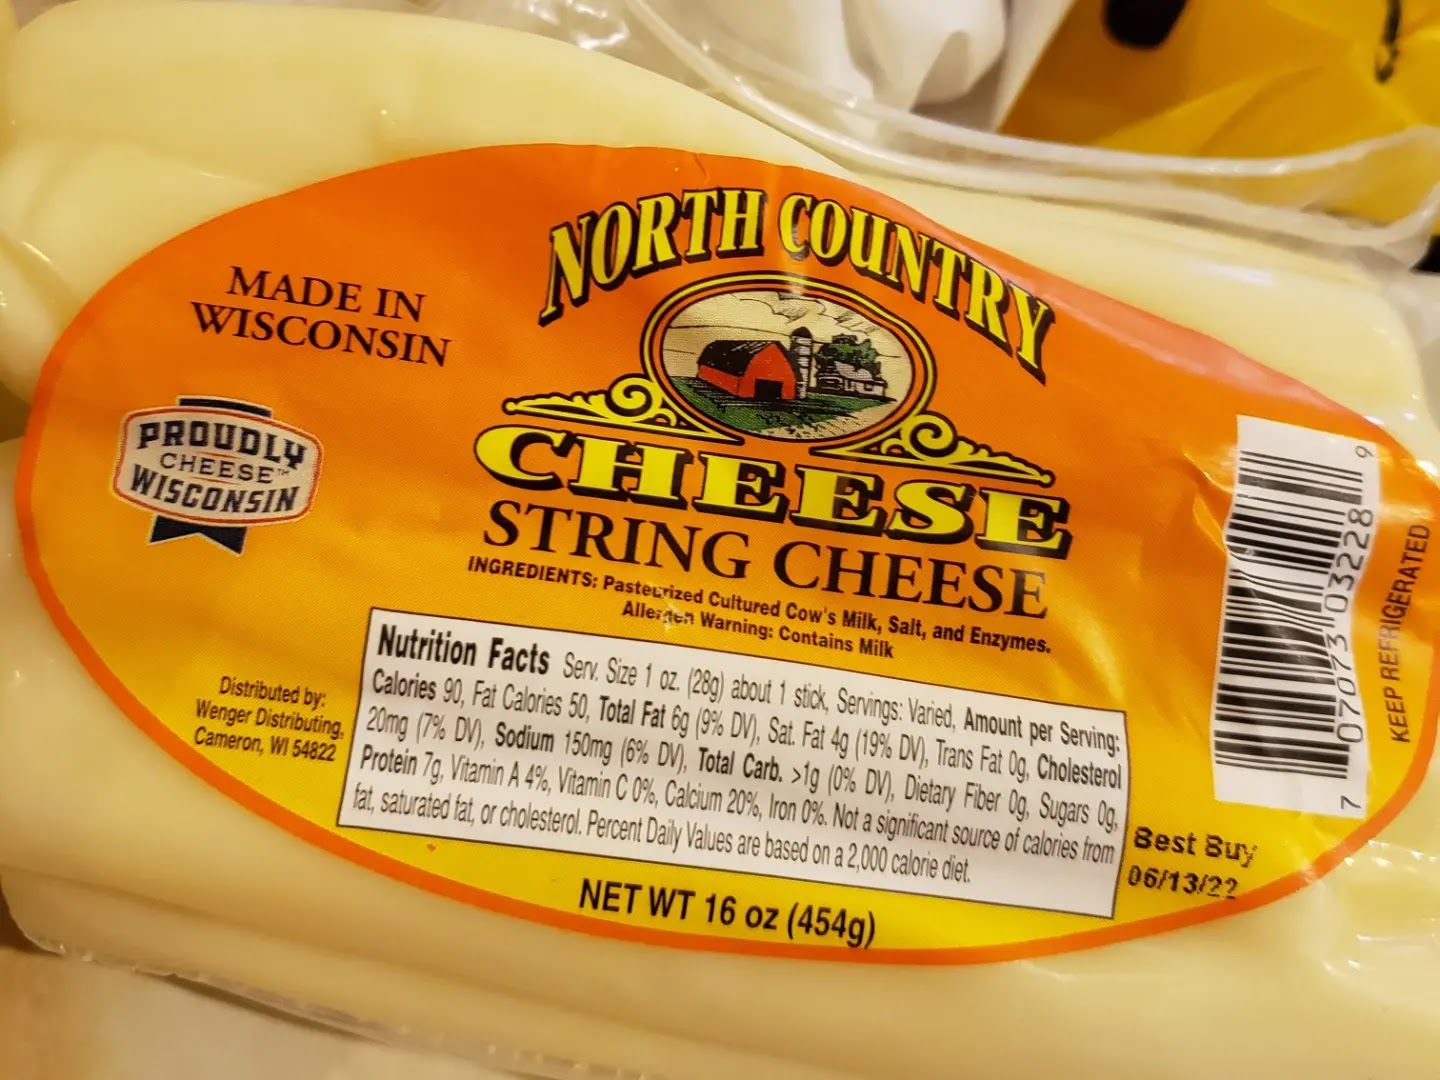 NORTH COUNTRY
CHEESE
STRING CHEESE
MADE IN
WISCONSIN
PROUDLY
CHEESE™
WISCONSIN
INGREDIENTS: Pasteurized Cultured Cow's Milk, Salt, and Enzymes.
Allergen Warning: Contains Milk
Nutrition Facts Serv. Size 1 oz. (28g) about 1 stick, Servings: Varied, Amount per Serving:
Calories 90, Fat Calories 50, Total Fat 6g (9% DV), Sat. Fat 4g (19% DV), Trans Fat 0g, Cholesterol
20mg (7% DV), Sodium 150mg (6% DV), Total Carb. >1g (0% DV), Dietary Fiber 0g, Sugars 0g,
Protein 7g, Vitamin A 4%, Vitamin C 0%, Calcium 20%, Iron 0%. Not a significant source of calories from
fat, saturated fat, or cholesterol. Percent Daily Values are based on a 2,000 calorie diet.
Distributed by:
Wenger Distributing,
Cameron, WI 54822
NET WT 16 oz (454g)
7 07073 03228 9
KEEP REFRIGERATED
Best Buy
06/13/22